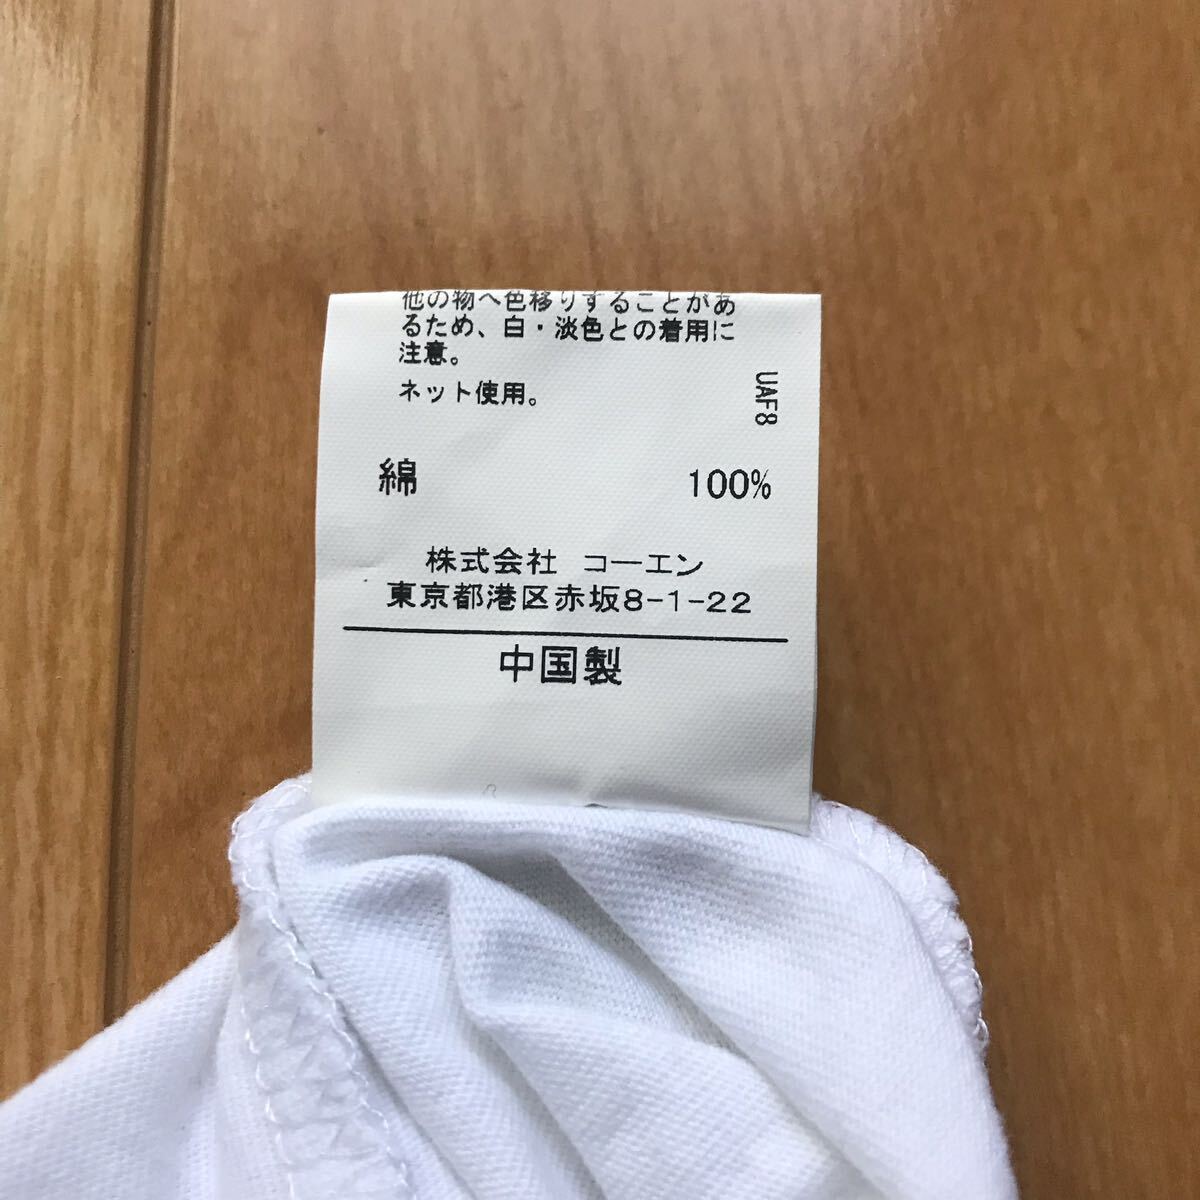 他の物へ色移りすることがあ
るため、白・淡色との着用に
注意。
ネット使用。
UAF8
綿 100%
株式会社 コーエン
東京都港区赤坂8-1-22
中国製